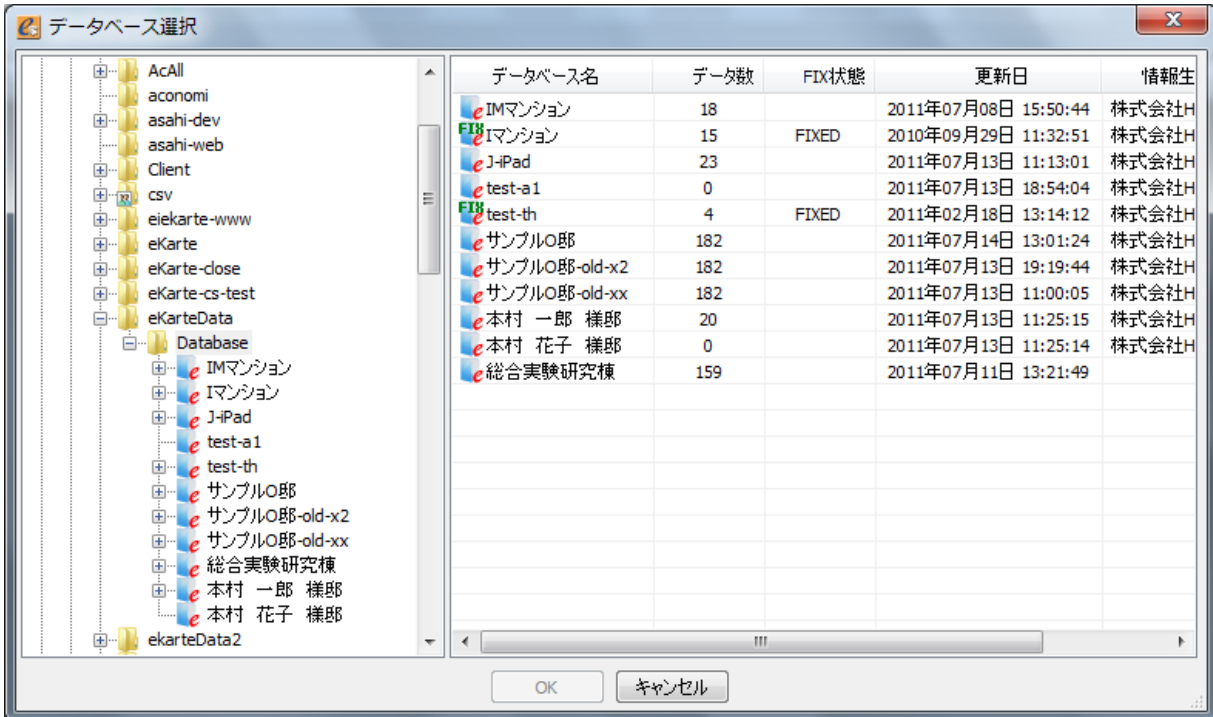 データベース選択
AcAll
aconomi
asahi-dev
asahi-web
Client
csv
eiekarte-www
eKarte
eKarte-close
eKarte-cs-test
eKarteData
Database
IMマンション
Iマンション
J-iPad
test-a1
test-th
サンプルO邸
サンプルO邸-old-x2
サンプルO邸-old-xx
総合実験研究棟
本村 一郎 様邸
本村 花子 様邸
ekarteData2
データベース名 データ数 FIX状態 更新日 情報生
IMマンション 18 2011年07月08日 15:50:44 株式会社H
FIX Iマンション 15 FIXED 2010年09月29日 11:32:51 株式会社H
J-iPad 23 2011年07月13日 11:13:01 株式会社H
test-a1 0 2011年07月13日 18:54:04 株式会社H
FIX test-th 4 FIXED 2011年02月18日 13:14:12 株式会社H
サンプルO邸 182 2011年07月14日 13:01:24 株式会社H
サンプルO邸-old-x2 182 2011年07月13日 19:19:44 株式会社H
サンプルO邸-old-xx 182 2011年07月13日 11:00:05 株式会社H
本村 一郎 様邸 20 2011年07月13日 11:25:15 株式会社H
本村 花子 様邸 0 2011年07月13日 11:25:14 株式会社H
総合実験研究棟 159 2011年07月11日 13:21:49
OK キャンセル